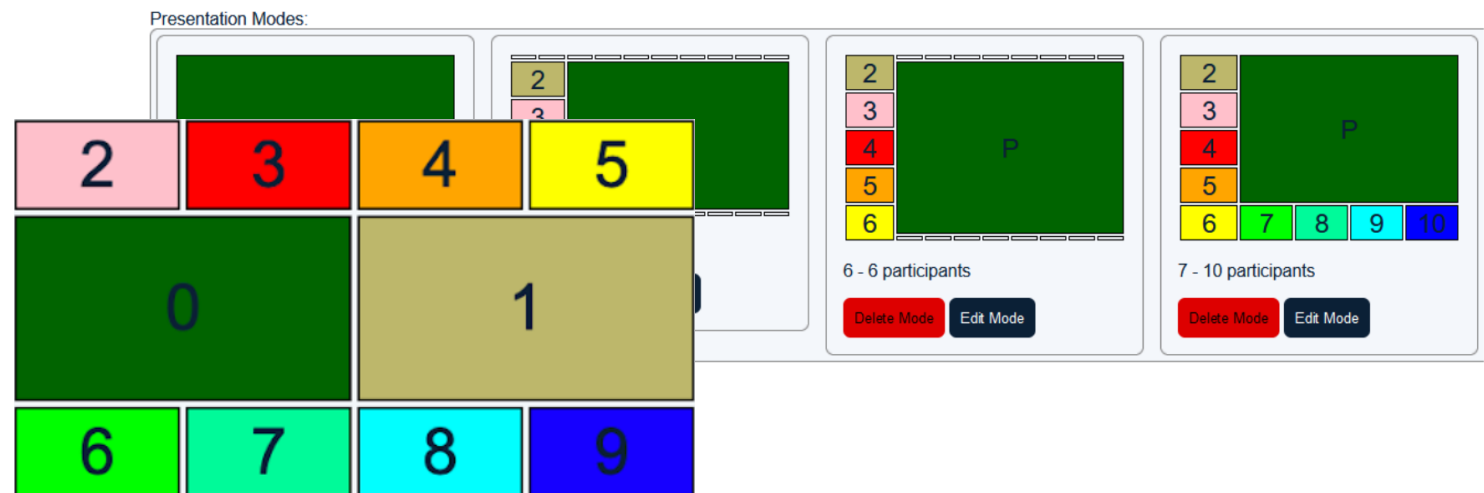 Presentation Modes:
2
3
2
3
4
5
6
P
6 - 6 participants
Delete Mode Edit Mode
2
3
4
5
6 7 8 9 10
P
7 - 10 participants
Delete Mode Edit Mode
2 3 4 5
0 1
6 7 8 9